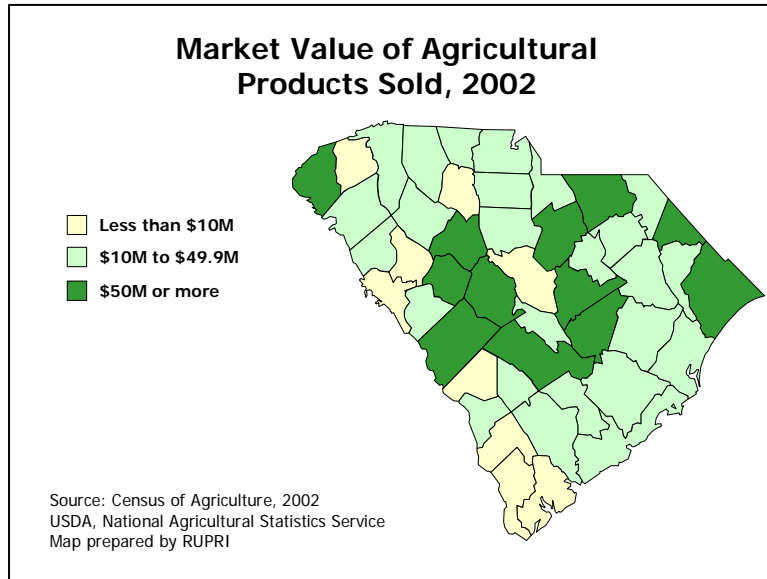 Market Value of Agricultural
Products Sold, 2002
Less than $10M
$10M to $49.9M
$50M or more
Source: Census of Agriculture, 2002
USDA, National Agricultural Statistics Service
Map prepared by RUPRI